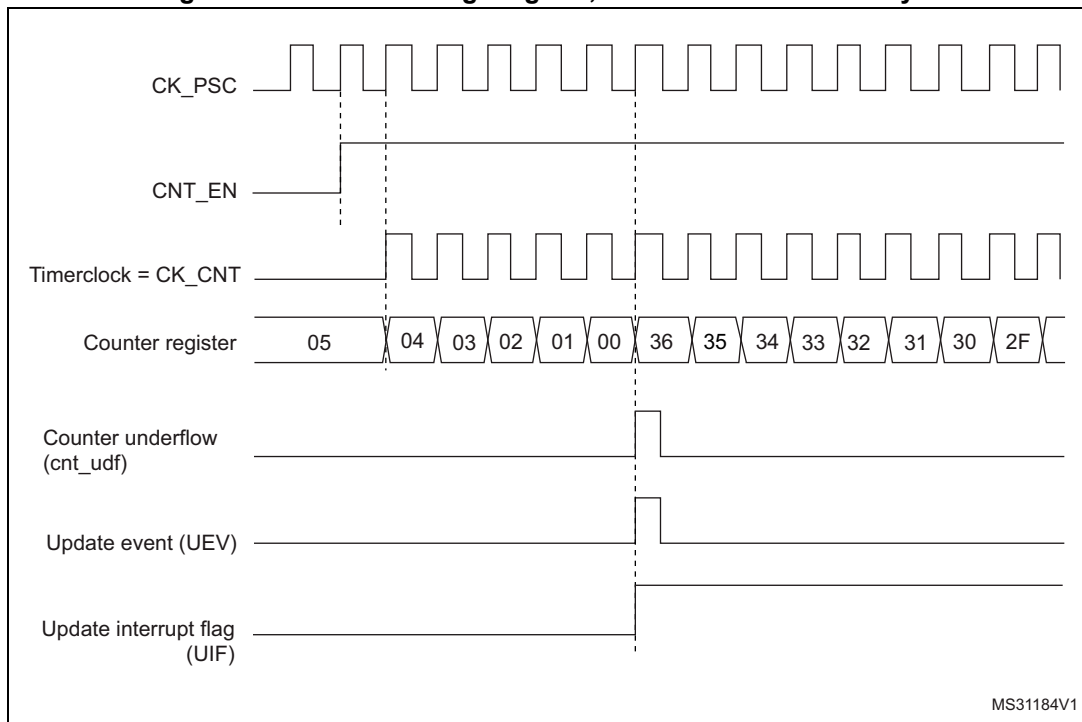 CK_PSC
CNT_EN
Timerclock = CK_CNT
Counter register 05 04 03 02 01 00 36 35 34 33 32 31 30 2F
Counter underflow
(cnt_udf)
Update event (UEV)
Update interrupt flag
(UIF)
MS31184V1